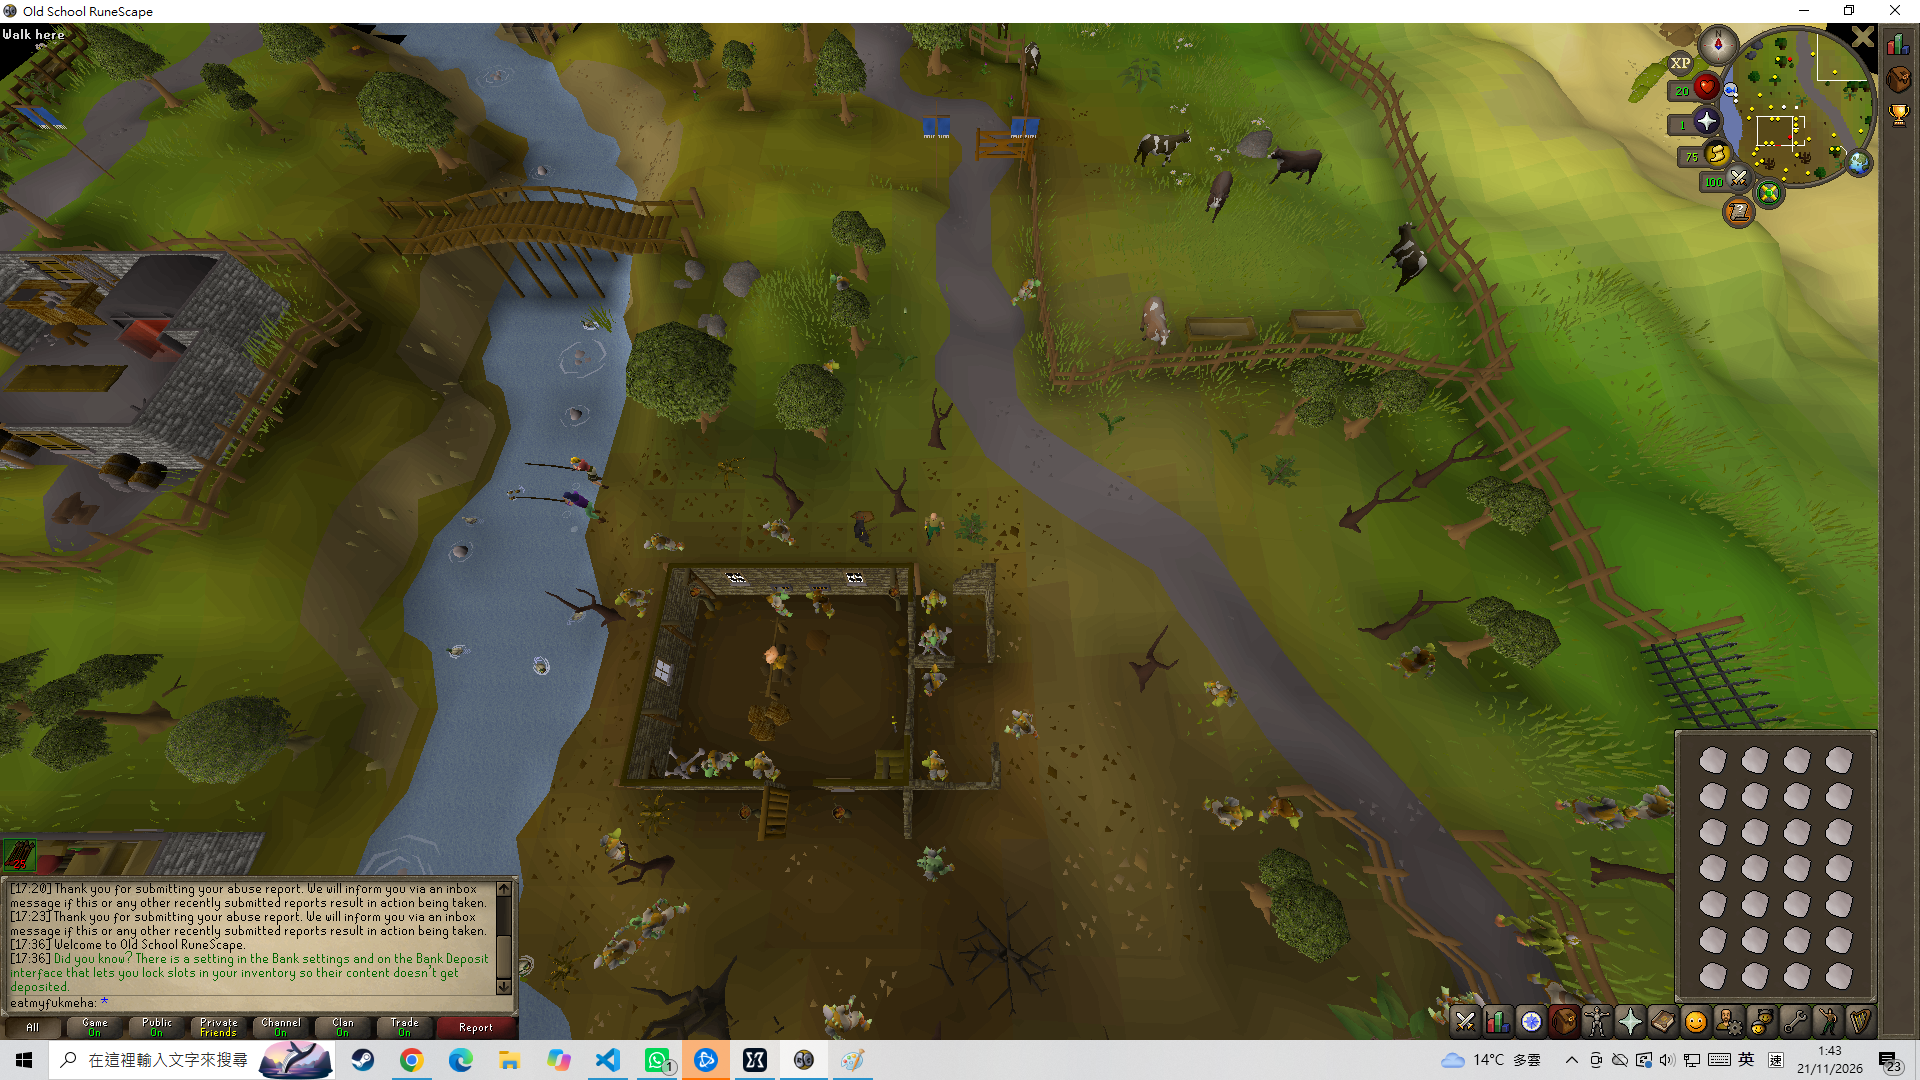 Old School RuneScape
Walk here
N
XP
20
1
75
100
25
[17:20] Thank you for submitting your abuse report. We will inform you via an inbox
message if this or any other recently submitted reports result in action being taken.
[17:23] Thank you for submitting your abuse report. We will inform you via an inbox
message if this or any other recently submitted reports result in action being taken.
[17:36] Welcome to Old School RuneScape.
[17:36] Did you know? There is a setting in the Bank settings and on the Bank Deposit
interface that lets you lock slots in your inventory so their content doesn't get
deposited.
eatmyfukmeha: *
All
Game
On
Public
On
Private
Friends
Channel
On
Clan
On
Trade
On
Report
在這裡輸入文字來搜尋
1
14°C 多雲
英
速
1:43
21/11/2026
23